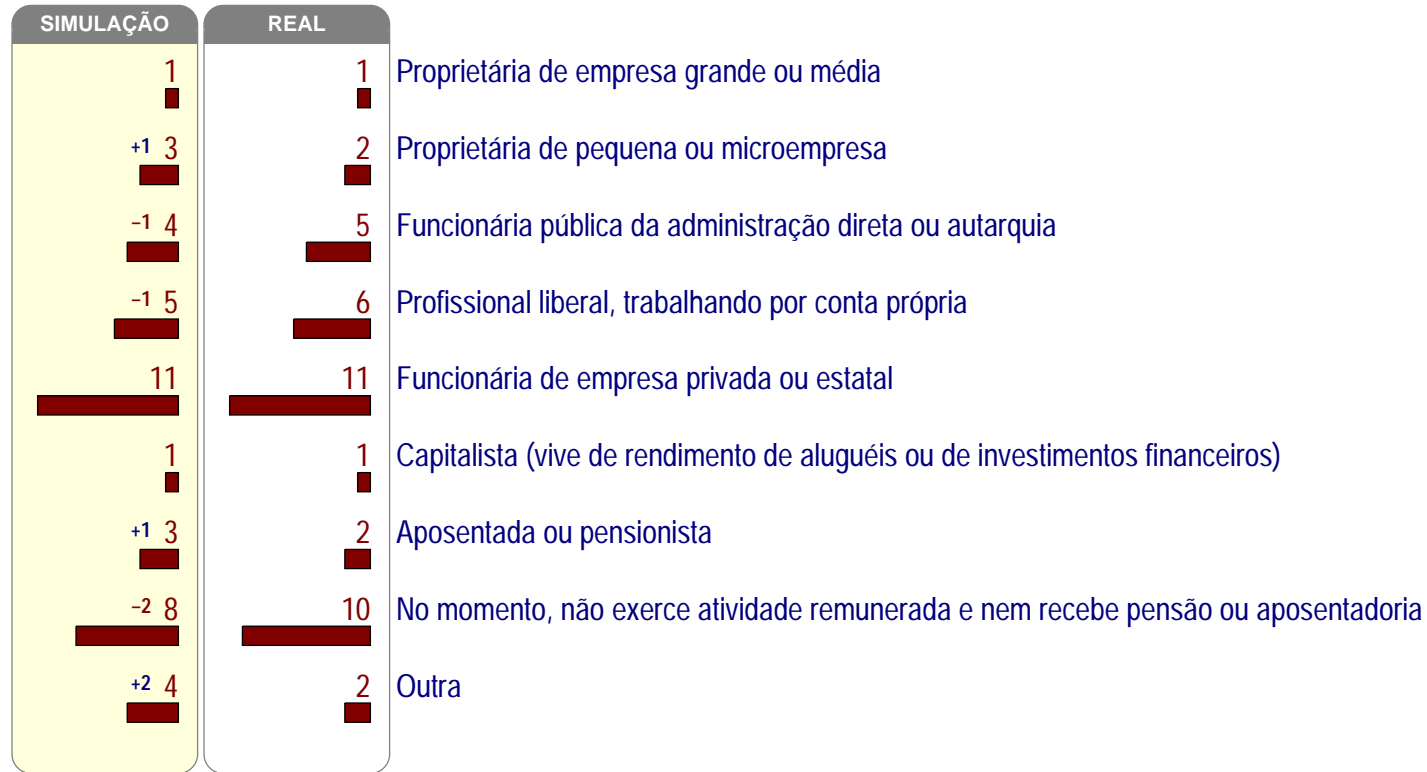 SIMULAÇÃO REAL
1 1 Proprietária de empresa grande ou média
+1 3 2 Proprietária de pequena ou microempresa
−1 4 5 Funcionária pública da administração direta ou autarquia
−1 5 6 Profissional liberal, trabalhando por conta própria
11 11 Funcionária de empresa privada ou estatal
1 1 Capitalista (vive de rendimento de aluguéis ou de investimentos financeiros)
+1 3 2 Aposentada ou pensionista
−2 8 10 No momento, não exerce atividade remunerada e nem recebe pensão ou aposentadoria
+2 4 2 Outra